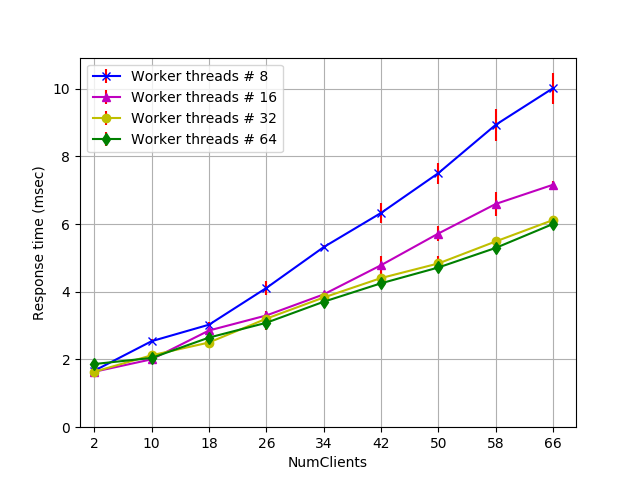 Worker threads # 8
Worker threads # 16
Worker threads # 32
Worker threads # 64
Response time (msec)
10
8
6
4
2
0
2 10 18 26 34 42 50 58 66
NumClients